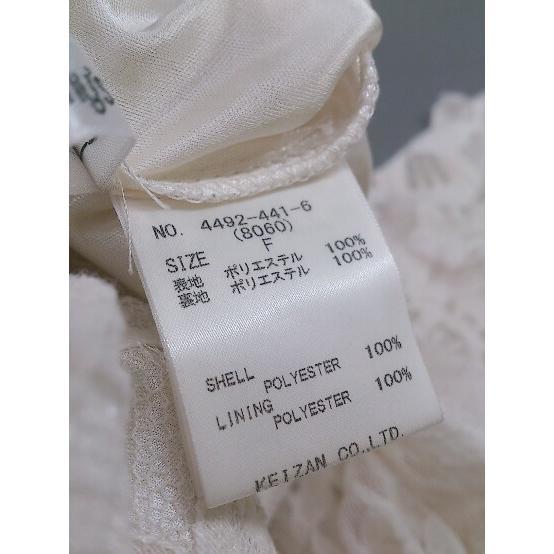 NO. 4492-441-6
(8060)
SIZE F
表地 ポリエステル 100%
裏地 ポリエステル 100%
SHELL POLYESTER 100%
LINING POLYESTER 100%
KEIZAN CO.,LTD.